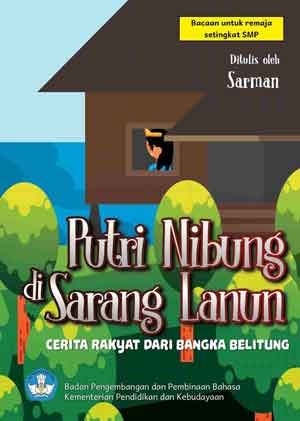 Bacaan untuk remaja
setingkat SMP
Ditulis oleh
Sarman
Putri Nibung
di Sarang Lanun
CERITA RAKYAT DARI BANGKA BELITUNG
Badan Pengembangan dan Pembinaan Bahasa
Kementerian Pendidikan dan Kebudayaan